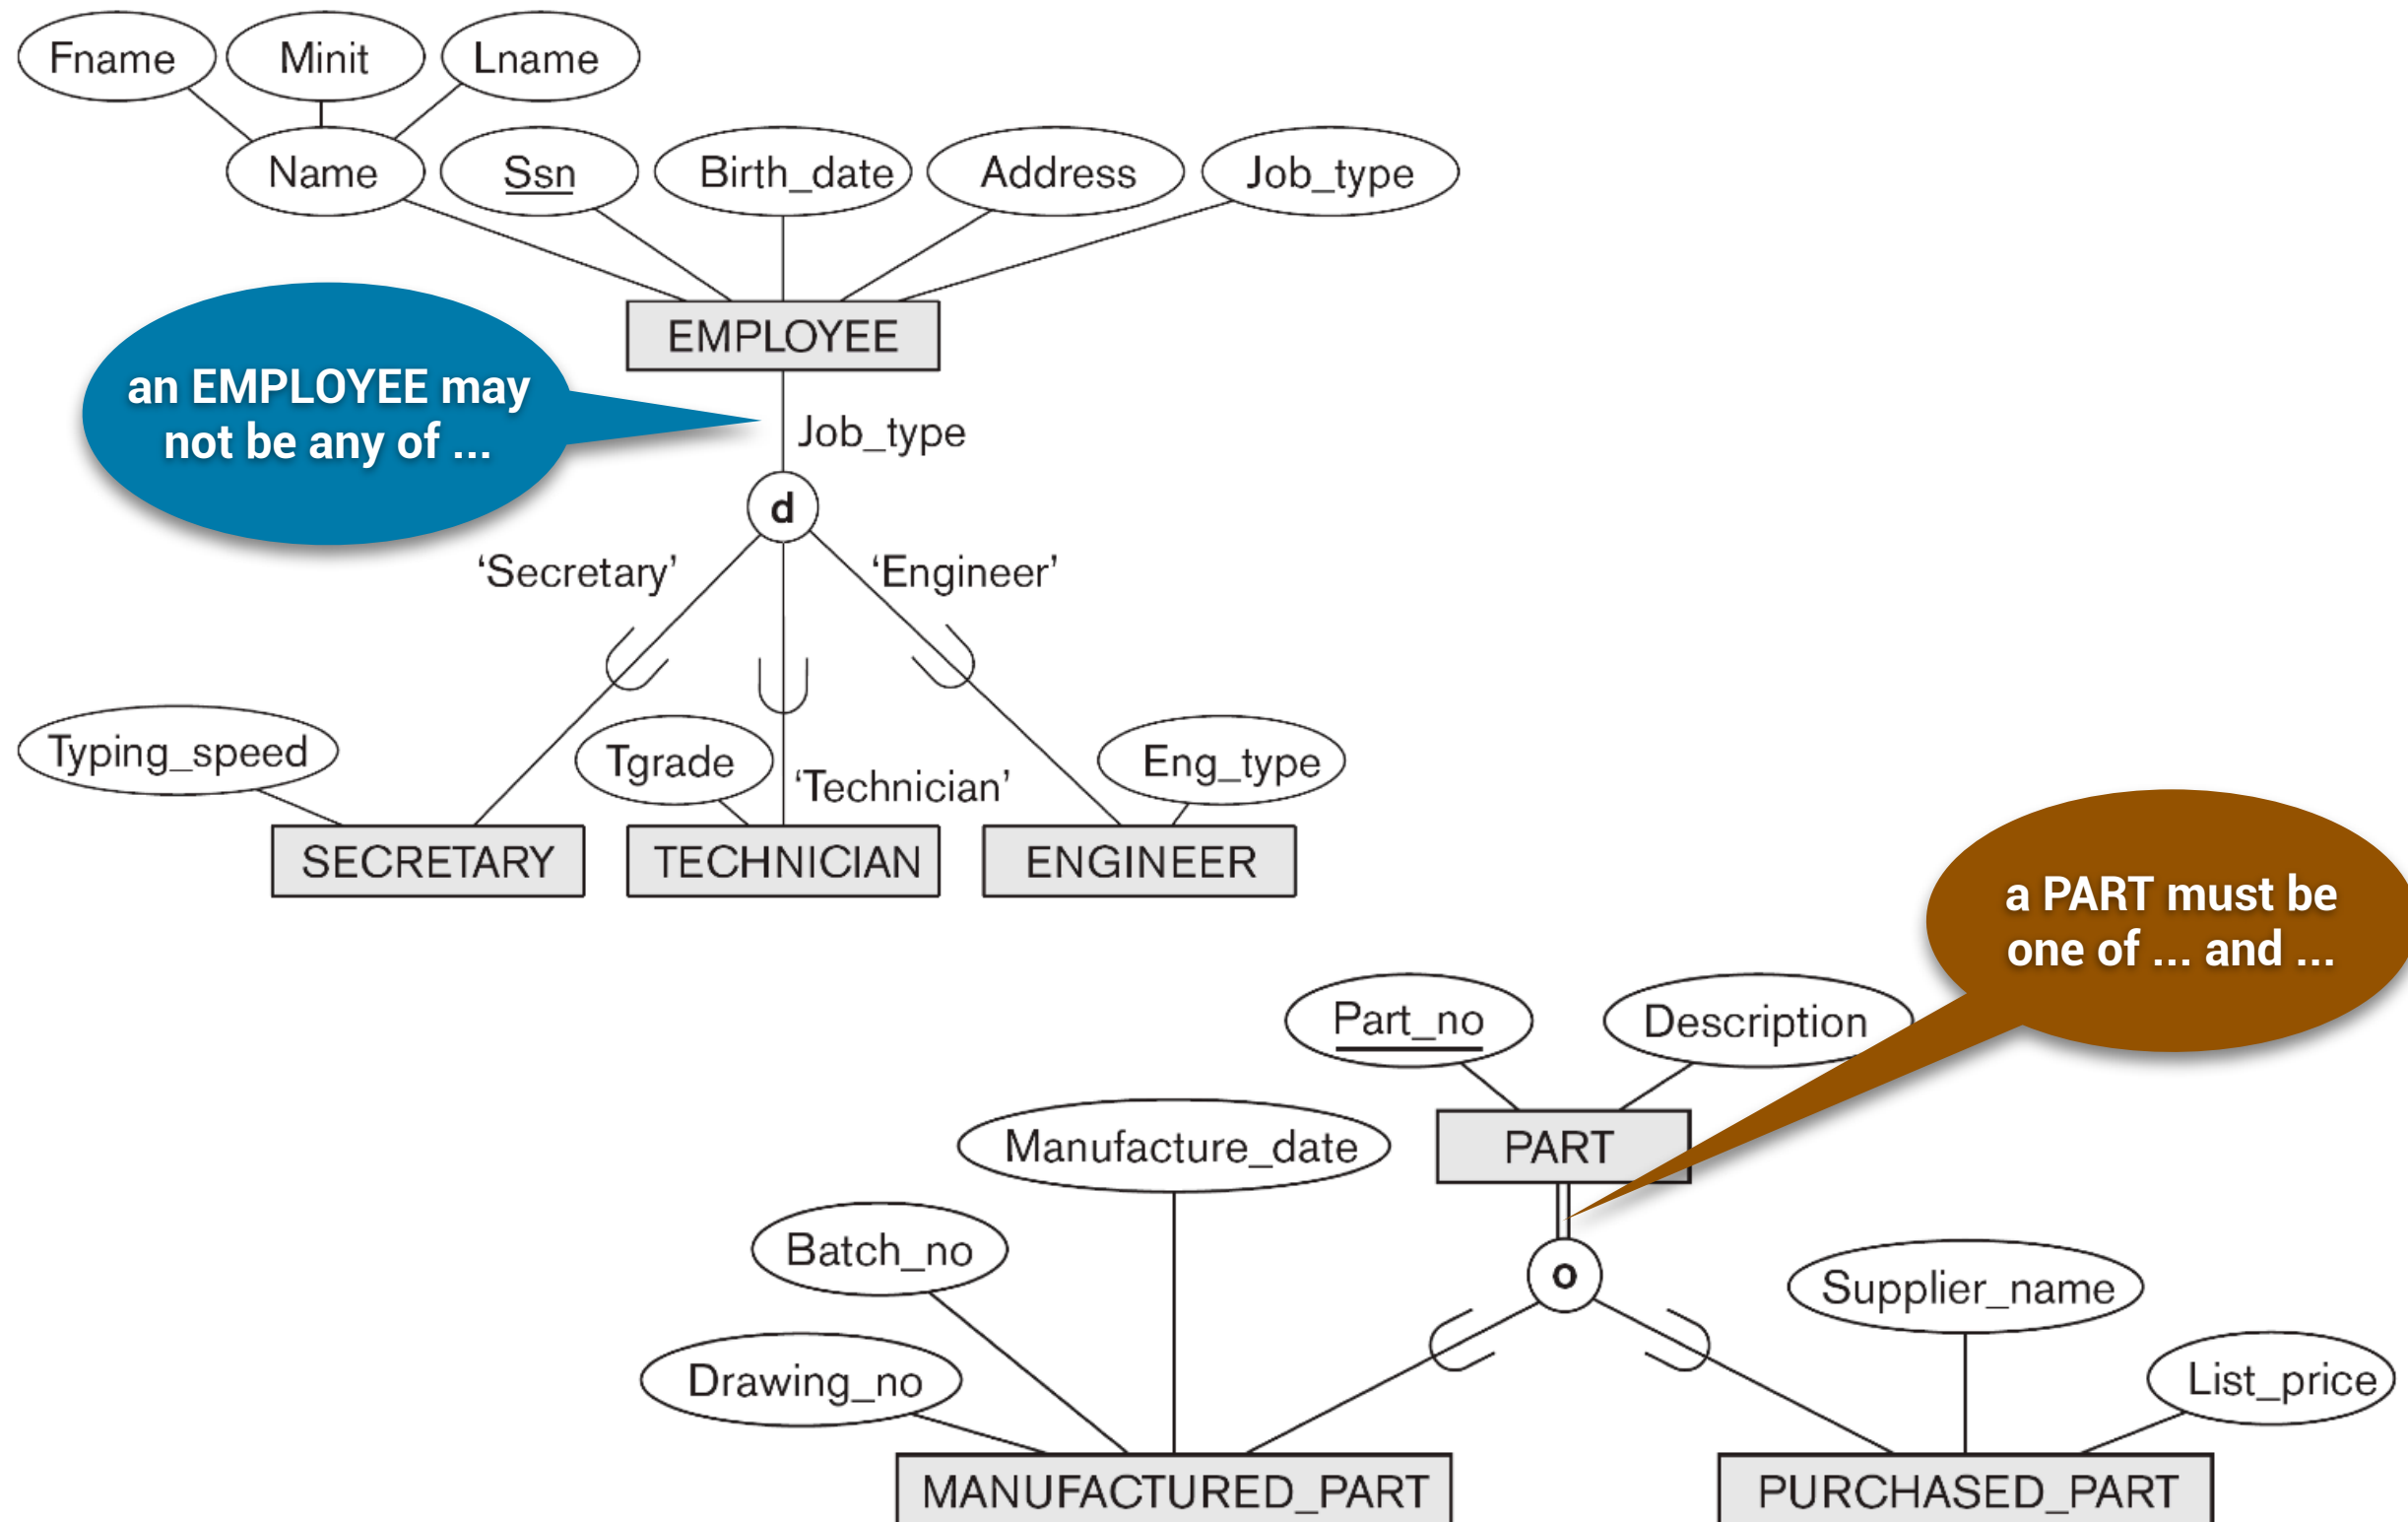 Fname Minit Lname
Name Ssn Birth_date Address Job_type
EMPLOYEE
an EMPLOYEE may
not be any of ...
Job_type
d
‘Secretary’ ‘Engineer’
Typing_speed Tgrade ‘Technician’ Eng_type
SECRETARY TECHNICIAN ENGINEER
a PART must be
one of ... and ...
Part_no Description
Manufacture_date PART
Batch_no o Supplier_name
Drawing_no List_price
MANUFACTURED_PART PURCHASED_PART